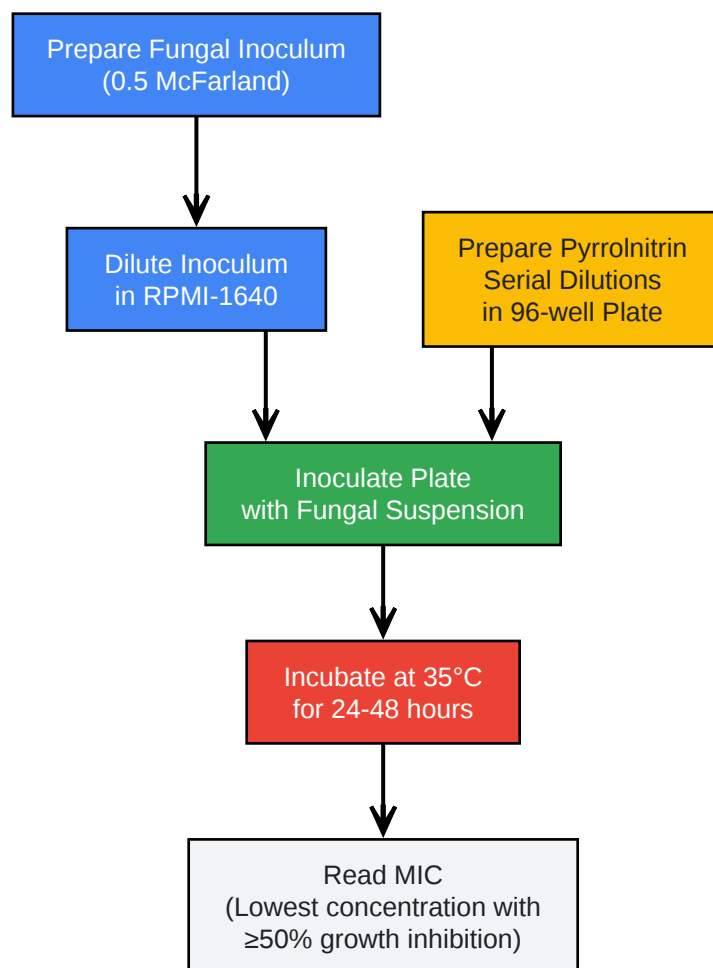 Prepare Fungal Inoculum
(0.5 McFarland)
Dilute Inoculum
in RPMI-1640
Prepare Pyrrolnitrin
Serial Dilutions
in 96-well Plate
Inoculate Plate
with Fungal Suspension
Incubate at 35°C
for 24-48 hours
Read MIC
(Lowest concentration with
≥50% growth inhibition)